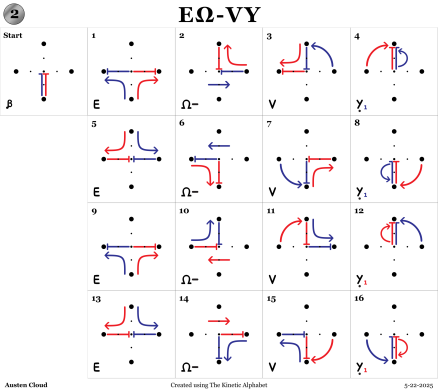 2
EΩ-VY
Start
β
1
E
2
Ω-
3
V
4
Y1
5
E
6
Ω-
7
V
8
Y1
9
E
10
Ω-
11
V
12
Y1
13
E
14
Ω-
15
V
16
Y1
Austen Cloud
Created using The Kinetic Alphabet
5-22-2025